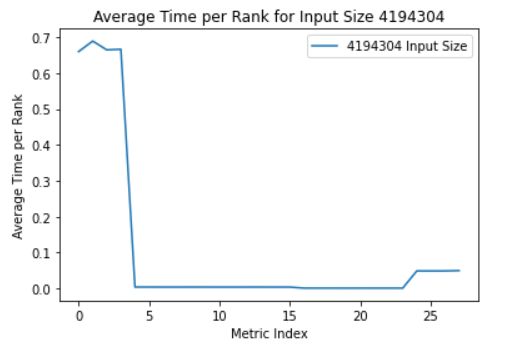 Average Time per Rank for Input Size 4194304
4194304 Input Size
Average Time per Rank
0.7
0.6
0.5
0.4
0.3
0.2
0.1
0.0
0 5 10 15 20 25
Metric Index